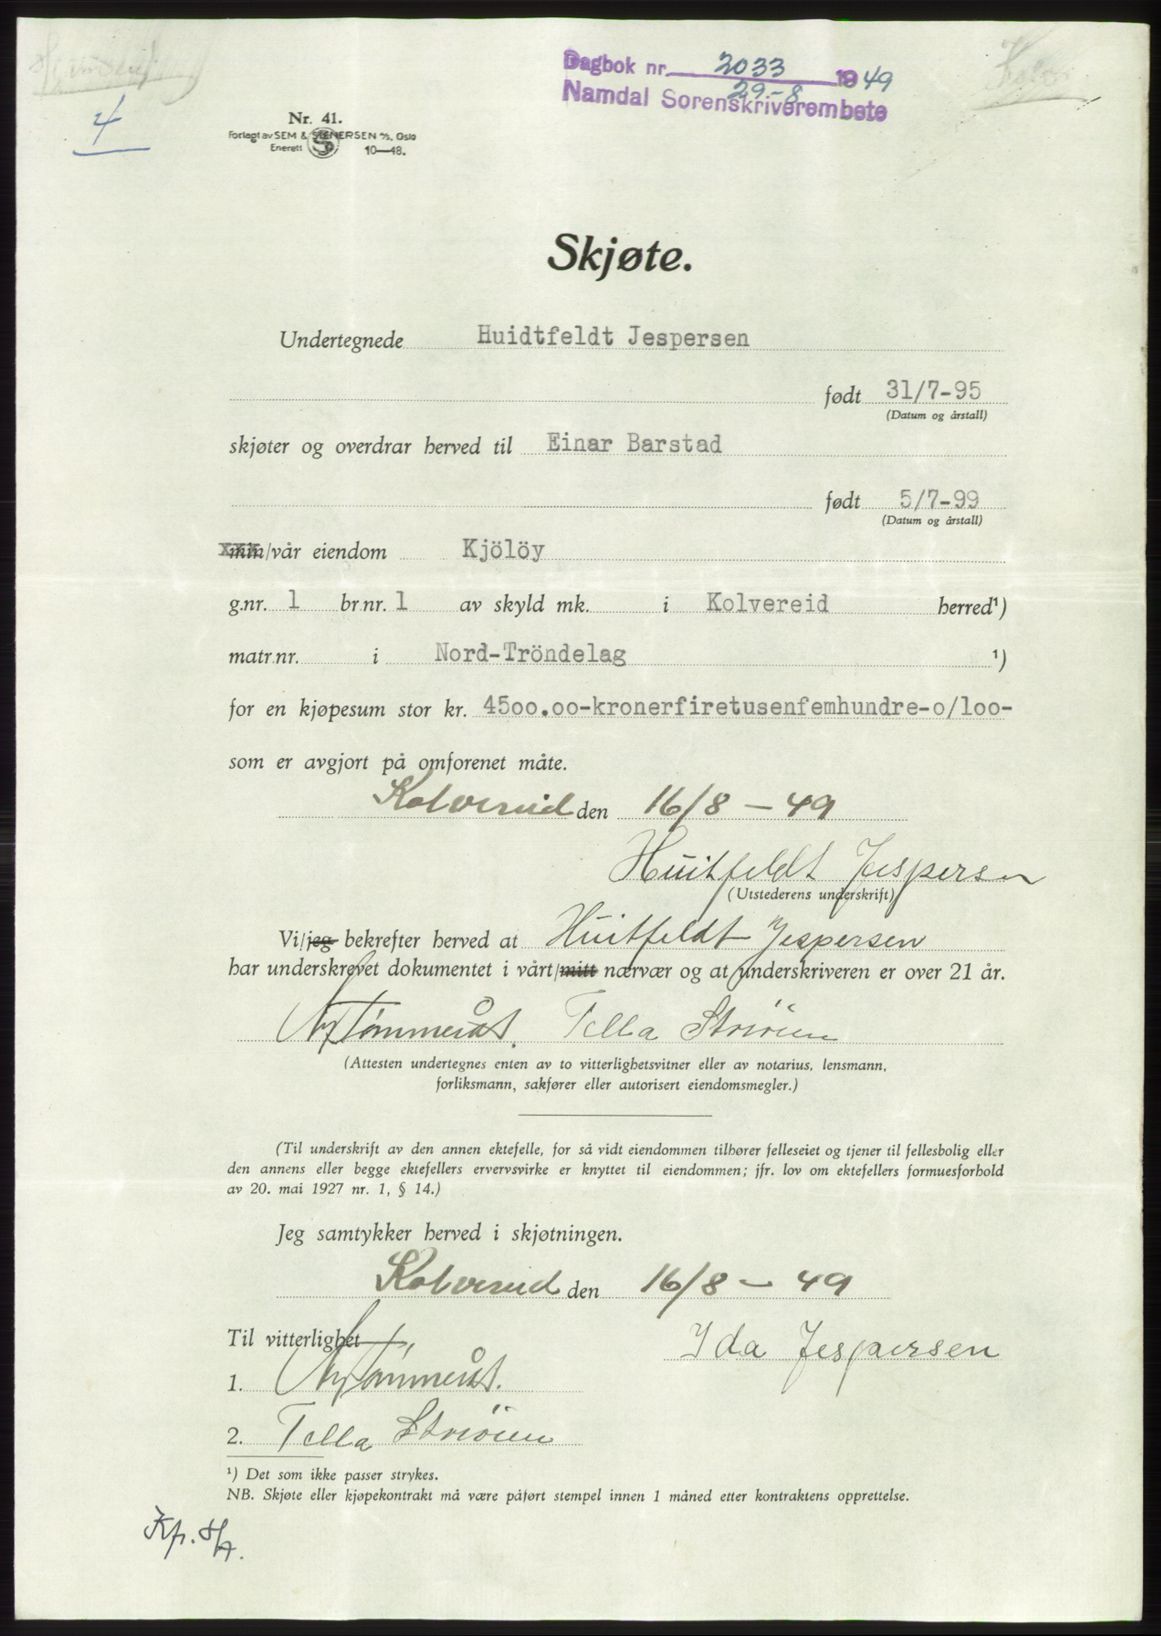 Dagbok nr. 2033 1949
29-8
Namdal Sorenskriverembete
4
Nr. 41.
Forlagt av SEM & STENERSEN A/S, Oslo
Enerett 10—48.
Skjøte.
Undertegnede Huidtfeldt Jespersen
født 31/7-95
(Datum og årstall)
skjøter og overdrar herved til Einar Barstad
født 5/7-99
(Datum og årstall)
min/vår eiendom Kjölöy
g.nr. 1 br.nr. 1 av skyld mk. i Kolvereid herred¹)
matr.nr. i Nord-Tröndelag ¹)
for en kjøpesum stor kr. 4500.00-kronerfiretusenfemhundre-o/loo-
som er avgjort på omforenet måte.
Kolvereid den 16/8 - 49
Huitfeldt Jespersen
(Utstederens underskrift)
Vi/jeg bekrefter herved at Huitfeldt Jespersen
har underskrevet dokumentet i vårt/mitt nærvær og at underskriveren er over 21 år.
Tella
(Attesten undertegnes enten av to vitterlighetsvitner eller av notarius, lensmann,
forliksmann, sakfører eller autorisert eiendomsmegler.)
(Til underskrift av den annen ektefelle, for så vidt eiendommen tilhører felleseiet og tjener til fellesbolig eller
den annens eller begge ektefellers ervervsvirke er knyttet til eiendommen; jfr. lov om ektefellers formuesforhold
av 20. mai 1927 nr. 1, § 14.)
Jeg samtykker herved i skjøtningen.
Kolvereid den 16/8 - 49
Til vitterlighet Ida Jespersen
1.
2. Tella
¹) Det som ikke passer strykes.
NB. Skjøte eller kjøpekontrakt må være påført stempel innen 1 måned etter kontraktens opprettelse.